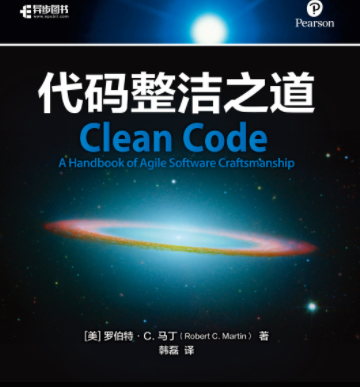 异步图书
www.epubit.com
Pearson
代码整洁之道
Clean Code
A Handbook of Agile Software Craftsmanship
[美] 罗伯特·C. 马丁（Robert C. Martin） 著
韩磊 译